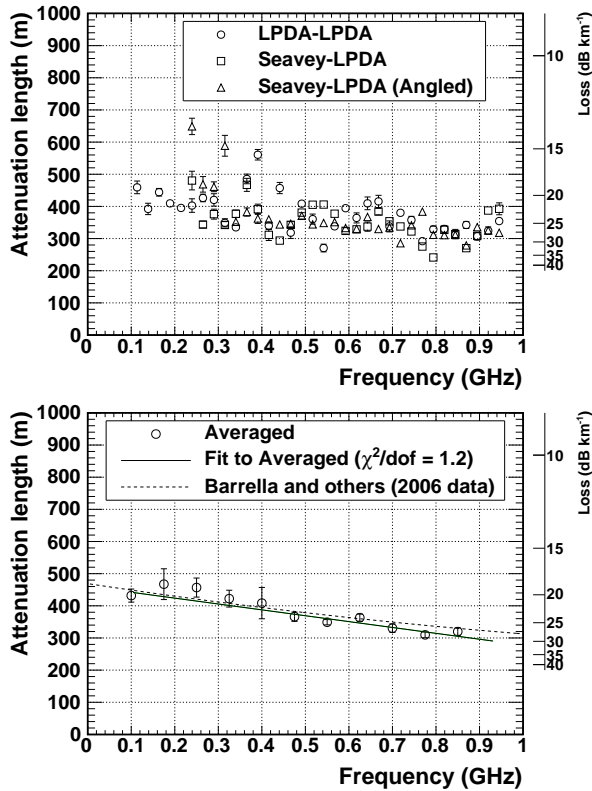 1000
900
800
700
600
500
400
300
200
100
0
Attenuation length (m)
LPDA-LPDA
Seavey-LPDA
Seavey-LPDA (Angled)
10
15
20
25
30
35
40
Loss (dB km⁻¹)
0 0.1 0.2 0.3 0.4 0.5 0.6 0.7 0.8 0.9 1
Frequency (GHz)
1000
900
800
700
600
500
400
300
200
100
0
Attenuation length (m)
Averaged
Fit to Averaged (χ²/dof = 1.2)
Barrella and others (2006 data)
10
15
20
25
30
35
40
Loss (dB km⁻¹)
0 0.1 0.2 0.3 0.4 0.5 0.6 0.7 0.8 0.9 1
Frequency (GHz)